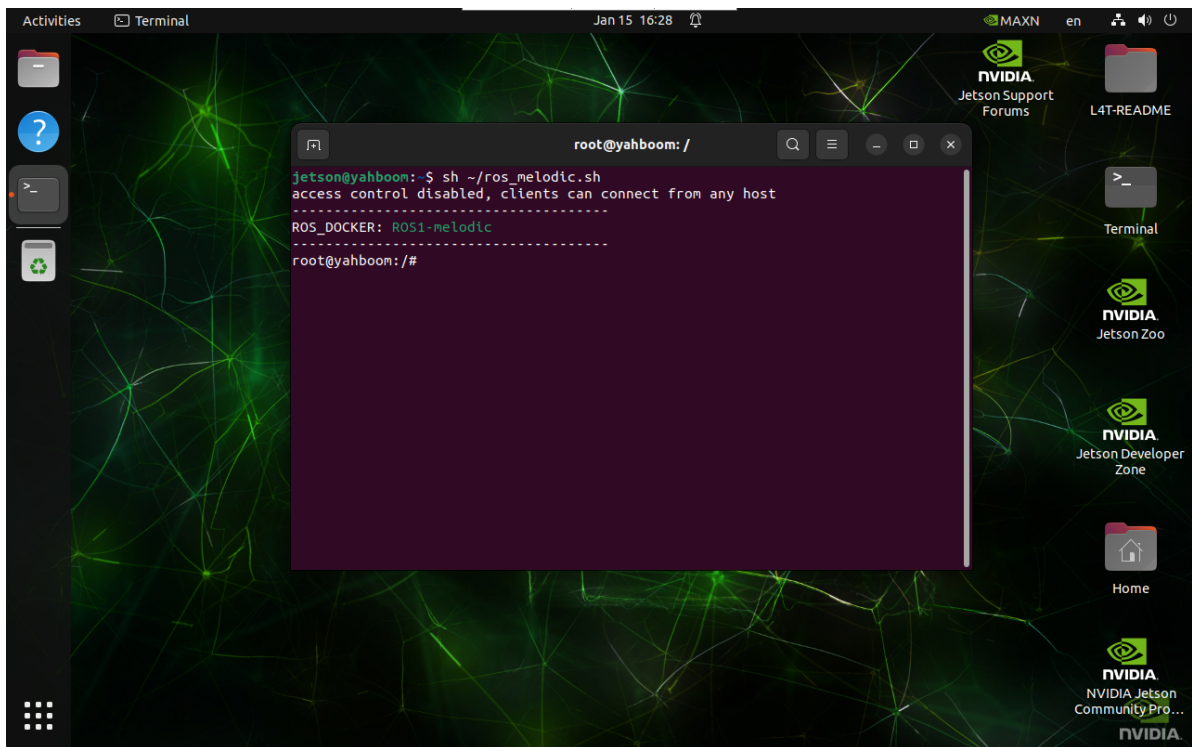 Activities
Terminal
Jan 15 16:28
MAXN
en
NVIDIA.
Jetson Support
Forums
L4T-README
root@yahboom: /
jetson@yahboom:~$ sh ~/ros_melodic.sh
access control disabled, clients can connect from any host
--------------------------------------
ROS_DOCKER: ROS1-melodic
--------------------------------------
root@yahboom:/#
>_
Terminal
NVIDIA.
Jetson Zoo
NVIDIA.
Jetson Developer
Zone
Home
NVIDIA.
NVIDIA Jetson
Community Pro...
NVIDIA.